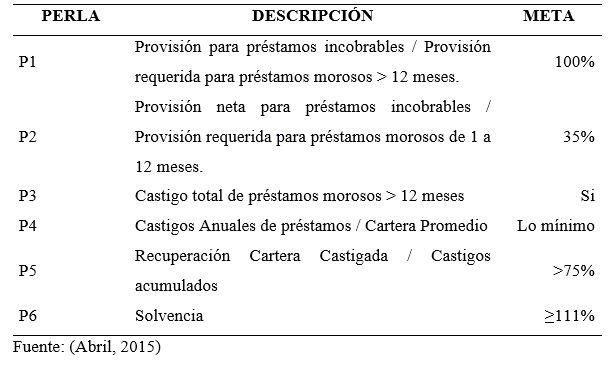 PERLA DESCRIPCIÓN META
P1 Provisión para préstamos incobrables / Provisión requerida para préstamos morosos > 12 meses. 100%
P2 Provisión neta para préstamos incobrables / Provisión requerida para préstamos morosos de 1 a 12 meses. 35%
P3 Castigo total de préstamos morosos > 12 meses Si
P4 Castigos Anuales de préstamos / Cartera Promedio Lo mínimo
P5 Recuperación Cartera Castigada / Castigos acumulados >75%
P6 Solvencia ≥111%
Fuente: (Abril, 2015)